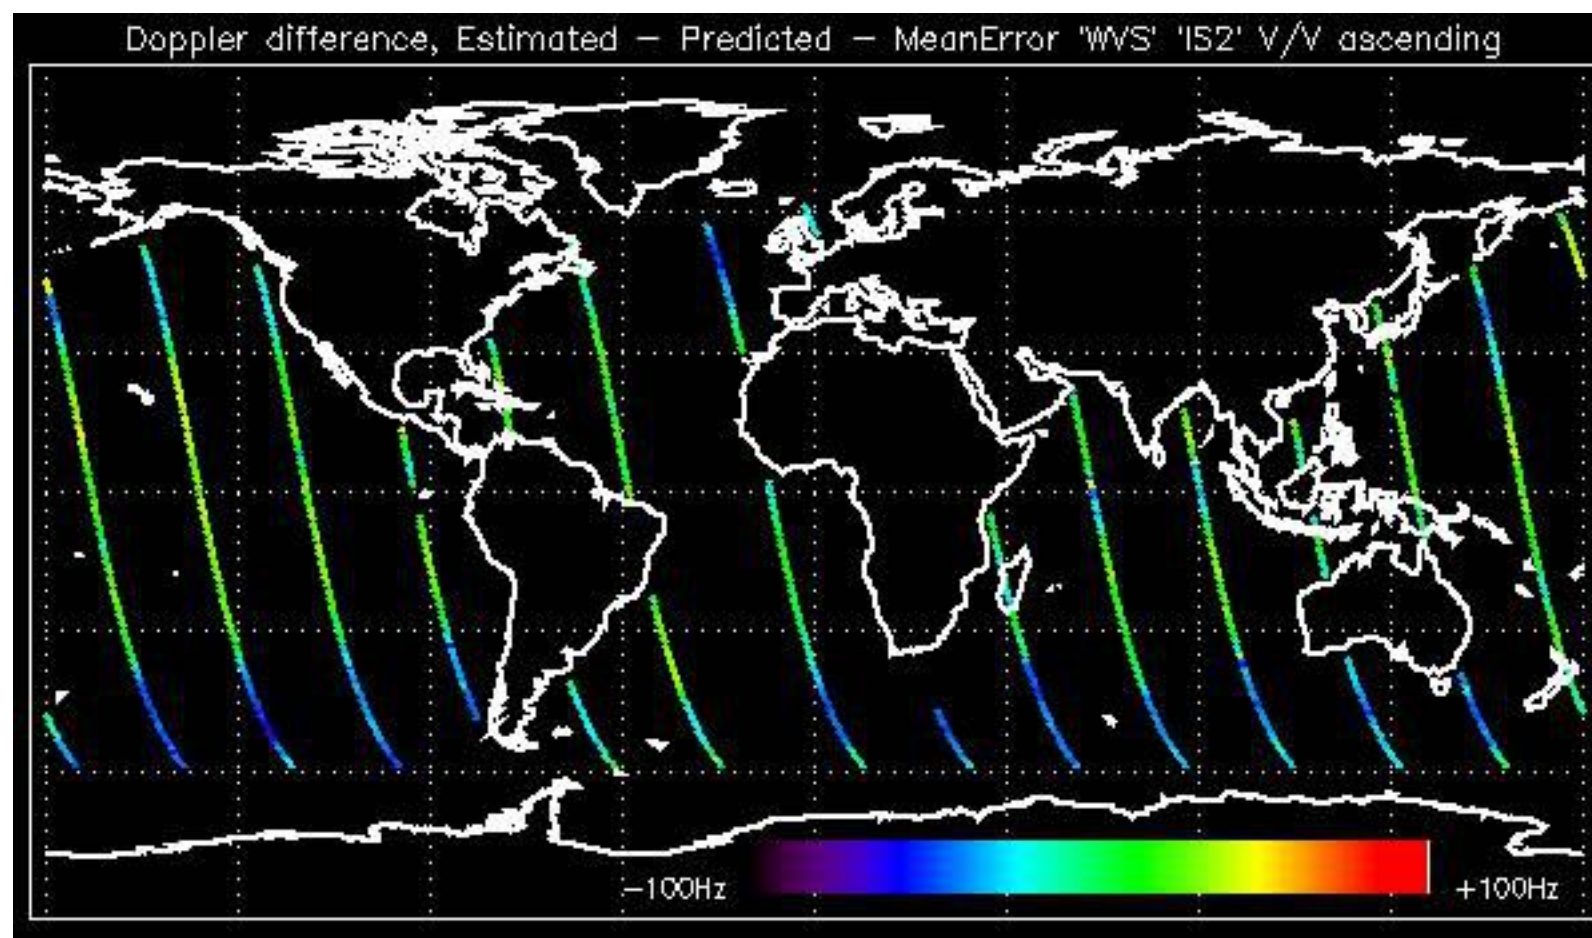 Doppler difference, Estimated – Predicted – MeanError 'WVS' 'IS2' V/V ascending
–100Hz +100Hz